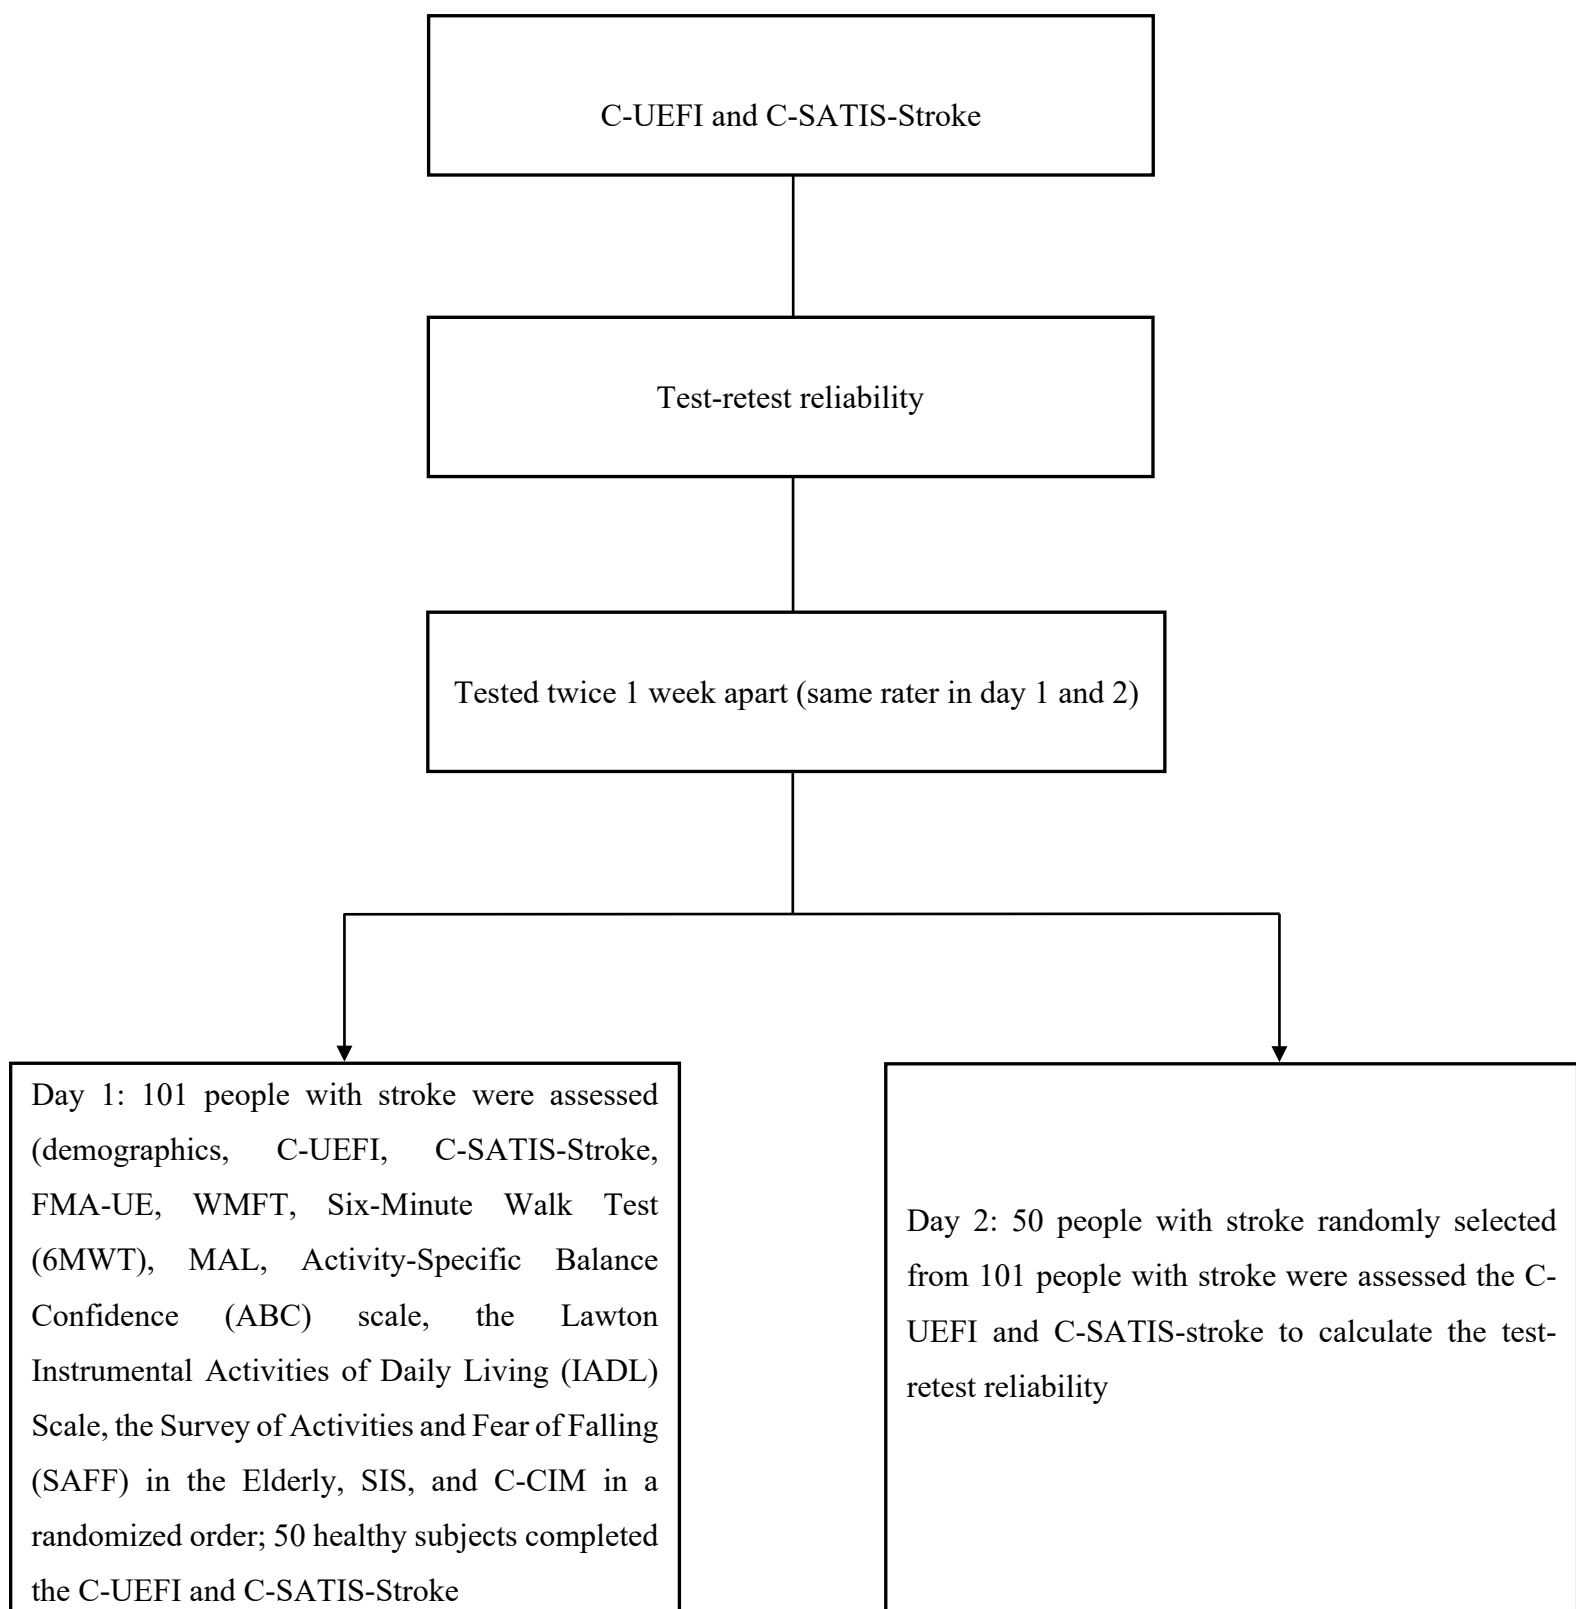 C-UEFI and C-SATIS-Stroke
Test-retest reliability
Tested twice 1 week apart (same rater in day 1 and 2)
Day 1: 101 people with stroke were assessed
(demographics, C-UEFI, C-SATIS-Stroke,
FMA-UE, WMFT, Six-Minute Walk Test
(6MWT), MAL, Activity-Specific Balance
Confidence (ABC) scale, the Lawton
Instrumental Activities of Daily Living (IADL)
Scale, the Survey of Activities and Fear of Falling
(SAFF) in the Elderly, SIS, and C-CIM in a
randomized order; 50 healthy subjects completed
the C-UEFI and C-SATIS-Stroke
Day 2: 50 people with stroke randomly selected
from 101 people with stroke were assessed the C-
UEFI and C-SATIS-stroke to calculate the test-
retest reliability